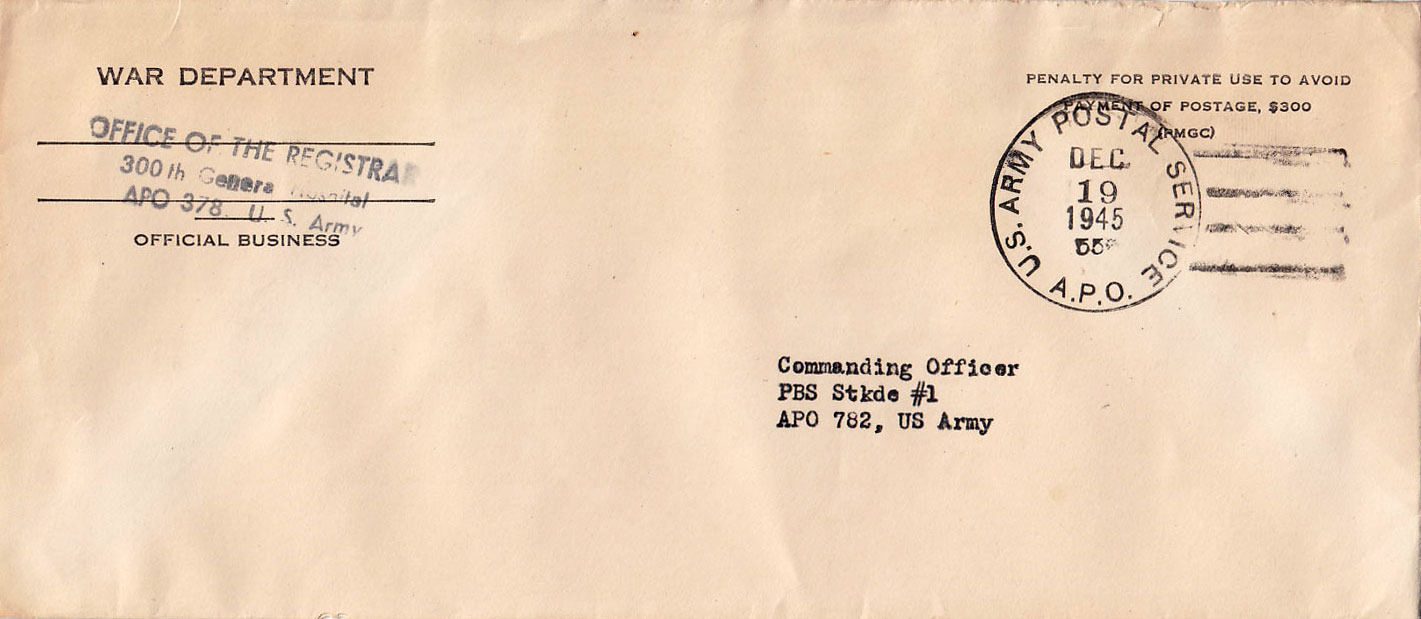 WAR DEPARTMENT
OFFICE OF THE REGISTRAR
300th General Hospital
APO 378 U. S. Army
OFFICIAL BUSINESS
PENALTY FOR PRIVATE USE TO AVOID
PAYMENT OF POSTAGE, $300
(PMGC)
U.S. ARMY POSTAL SERVICE
A.P.O.
DEC
19
1945
Commanding Officer
PBS Stkde #1
APO 782, US Army